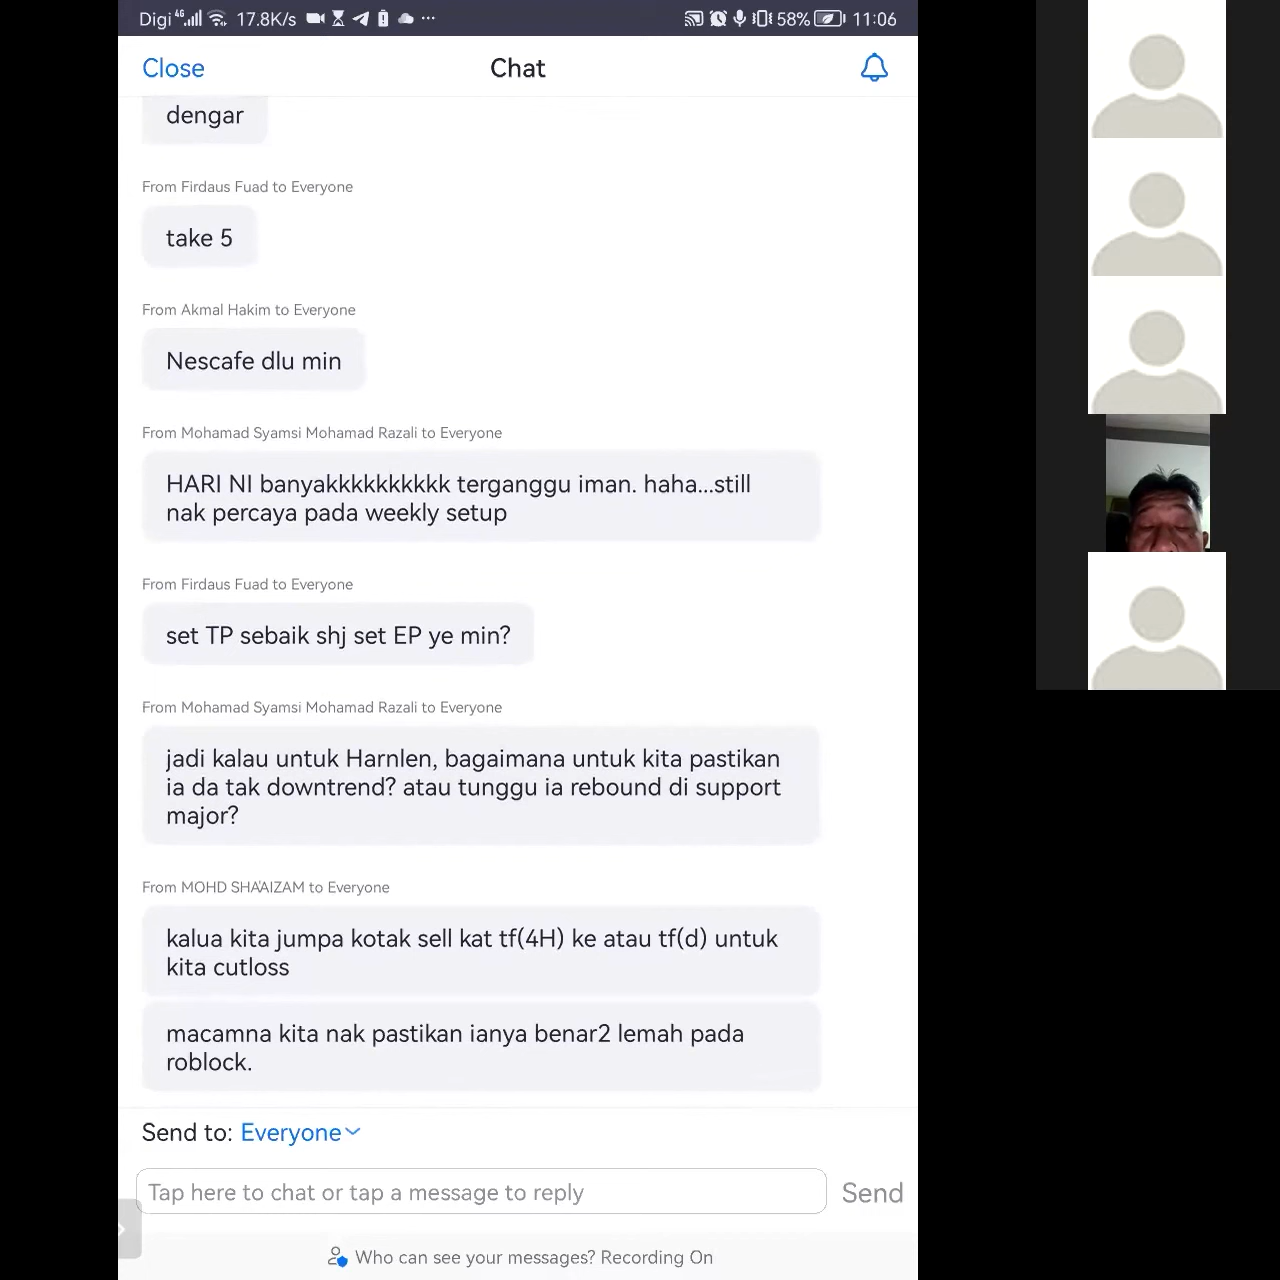 Digi 4G 17.8K/s ... 58% 11:06
Close Chat
dengar
From Firdaus Fuad to Everyone
take 5
From Akmal Hakim to Everyone
Nescafe dlu min
From Mohamad Syamsi Mohamad Razali to Everyone
HARI NI banyakkkkkkkkkk terganggu iman. haha...still
nak percaya pada weekly setup
From Firdaus Fuad to Everyone
set TP sebaik shj set EP ye min?
From Mohamad Syamsi Mohamad Razali to Everyone
jadi kalau untuk Harnlen, bagaimana untuk kita pastikan
ia da tak downtrend? atau tunggu ia rebound di support
major?
From MOHD SHA'AIZAM to Everyone
kalua kita jumpa kotak sell kat tf(4H) ke atau tf(d) untuk
kita cutloss
macamna kita nak pastikan ianya benar2 lemah pada
roblock.
Send to: Everyone
Tap here to chat or tap a message to reply Send
Who can see your messages? Recording On